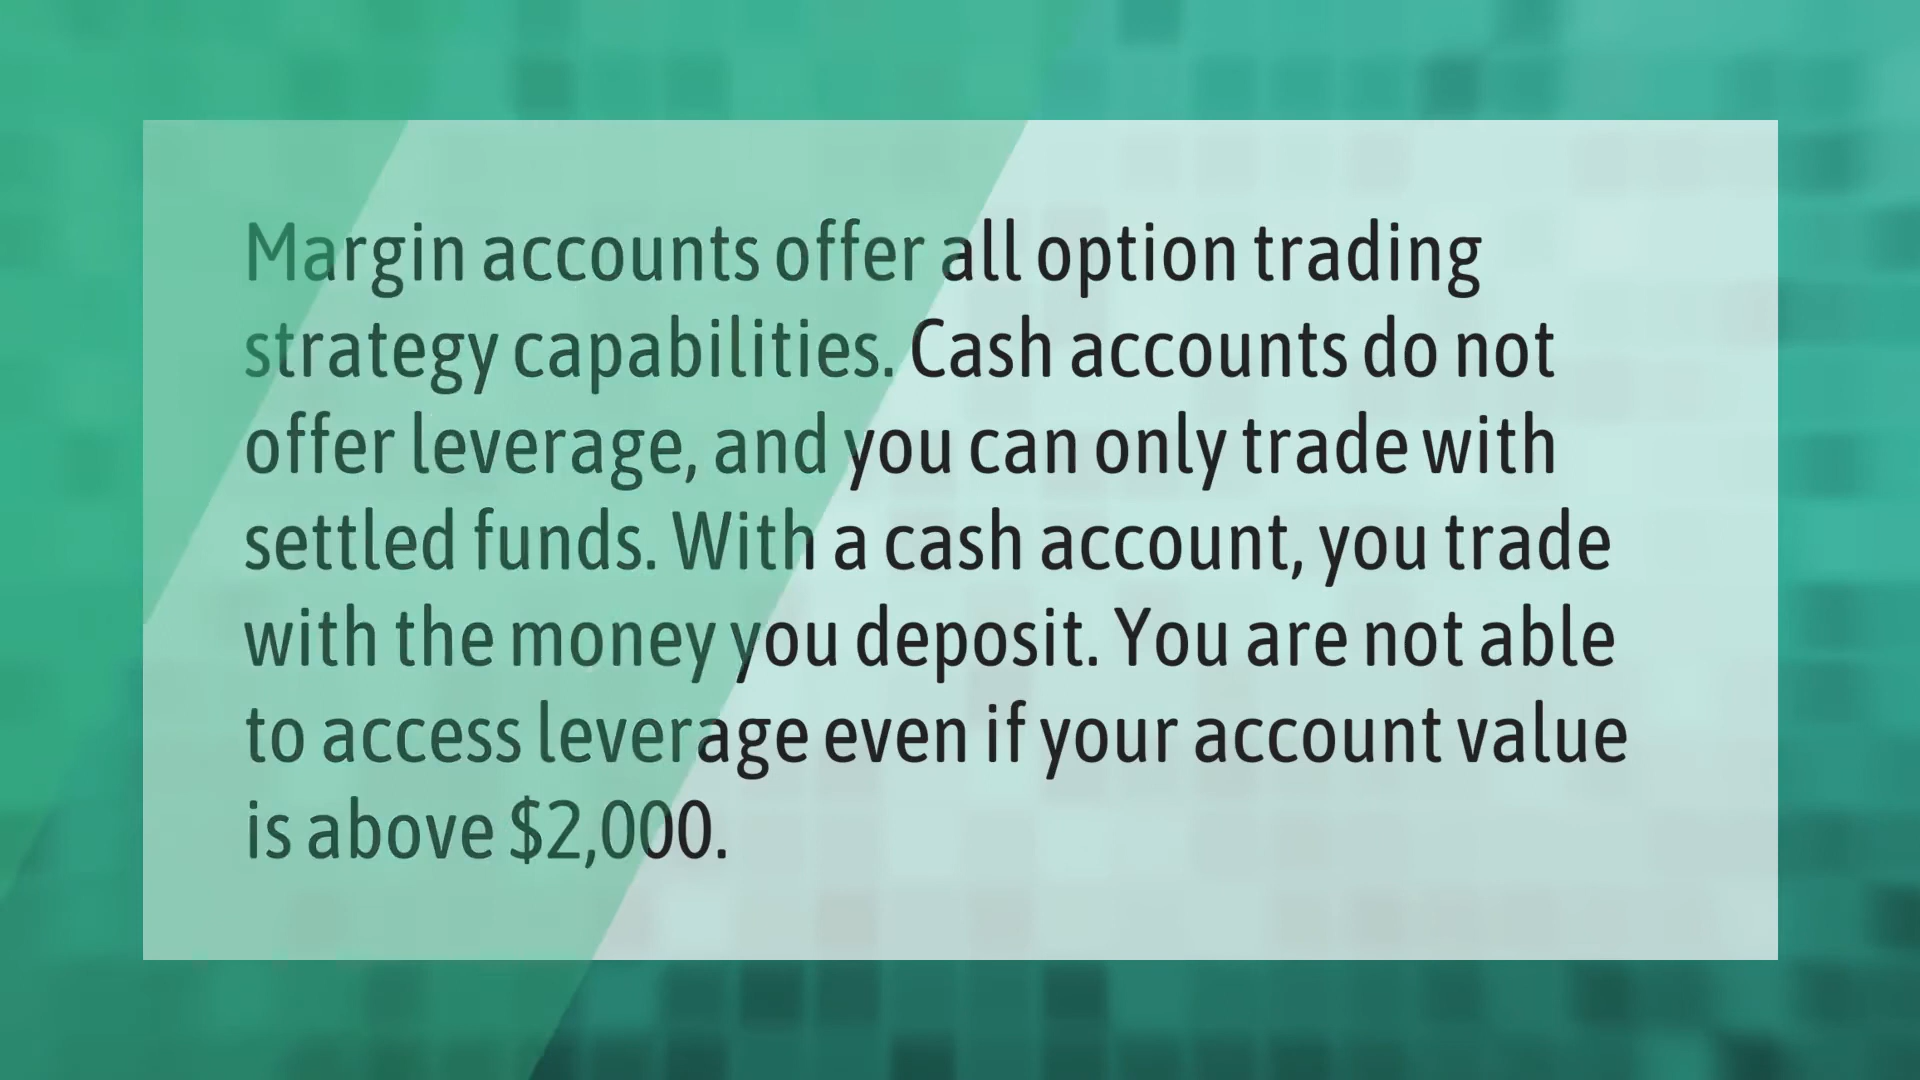 Margin accounts offer all option trading
strategy capabilities. Cash accounts do not
offer leverage, and you can only trade with
settled funds. With a cash account, you trade
with the money you deposit. You are not able
to access leverage even if your account value
is above $2,000.